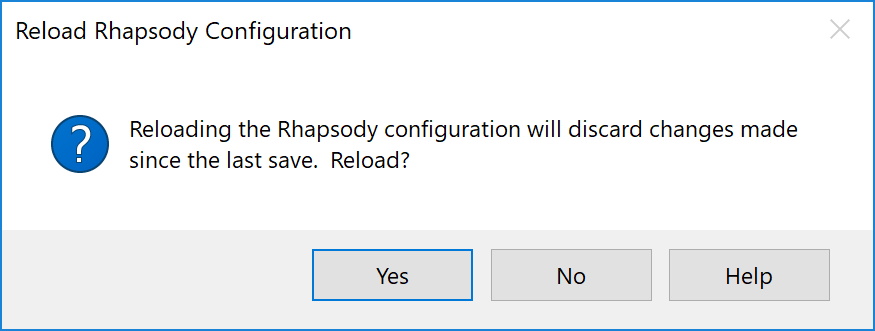 Reload Rhapsody Configuration
Reloading the Rhapsody configuration will discard changes made
since the last save.  Reload?
Yes
No
Help